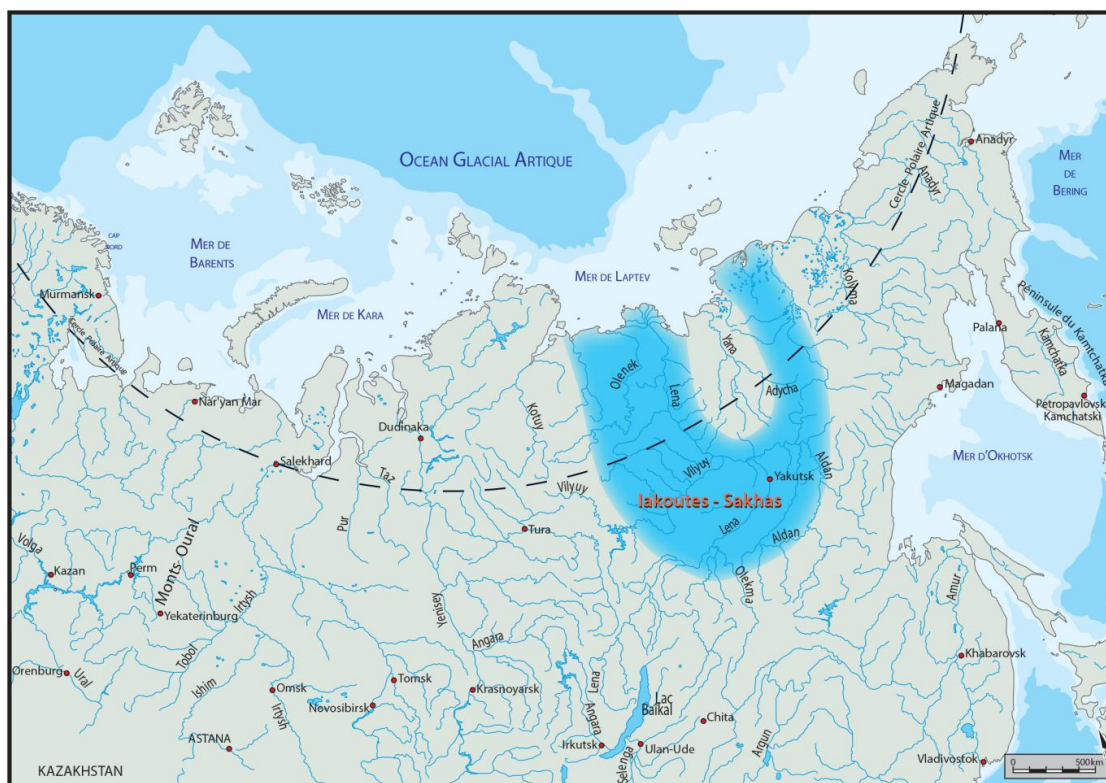 OCEAN GLACIAL ARTIQUE
Anadyr
Cercle Polaire Artique
Anadyr
MER
DE
BERING
CAP
NORD
MER DE
BARENTS
MER DE LAPTEV
Murmansk
MER DE KARA
Kolyma
Péninsule du Kamtchatka
Cercle Polaire Artique
Yana
Palana
Kamchatka
Olenek
Lena
Adycha
Magadan
Petropavlovsk
Kamchatski
Nar'yan Mar
Dudinaka
Kotuy
MER D'OKHOTSK
Salekhard
Taz
Vilyuy
Vilyuy
Yakutsk
Aldan
Iakoutes - Sakhas
Pur
Tura
Lena
Aldan
Volga
Kazan
Perm
Monts Oural
Yekaterinburg
Irtysh
Olekma
Amur
Yenisey
Angara
Tobol
Khabarovsk
Orenburg
Ural
Ishim
Omsk
Tomsk
Krasnoyarsk
Lena
Lac
Baïkal
Irtysh
Novosibirsk
Angara
Chita
ASTANA
Irkutsk
Selenga
Ulan-Ude
Argun
Vladivostok
KAZAKHSTAN
0 500km